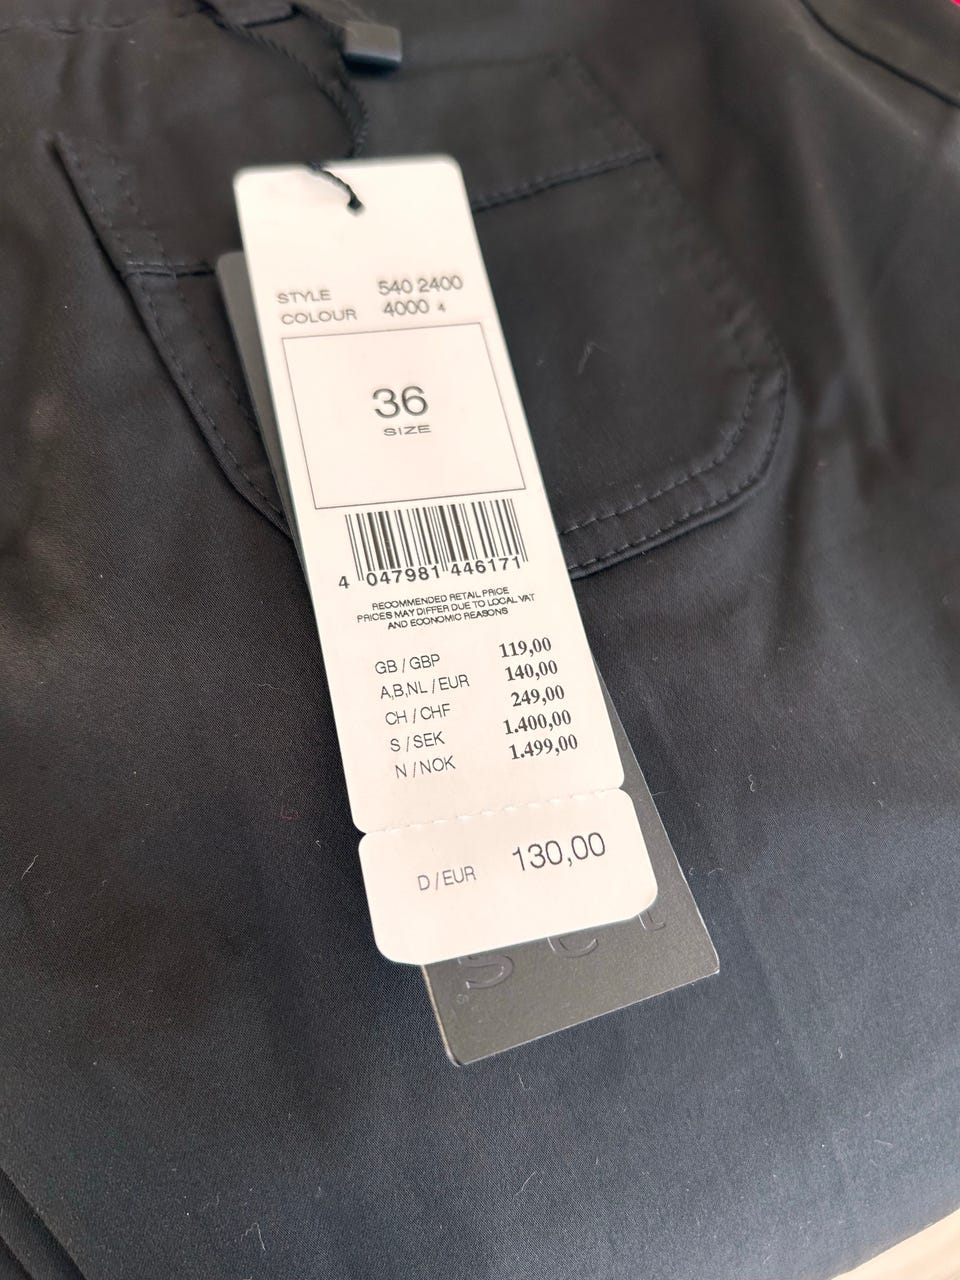 STYLE 540 2400
COLOUR 4000 4
36
SIZE
4 047981 446171
RECOMMENDED RETAIL PRICE
PRICES MAY DIFFER DUE TO LOCAL VAT
AND ECONOMIC REASONS
GB / GBP 119,00
A,B,NL / EUR 140,00
CH / CHF 249,00
S / SEK 1.400,00
N / NOK 1.499,00
D / EUR 130,00